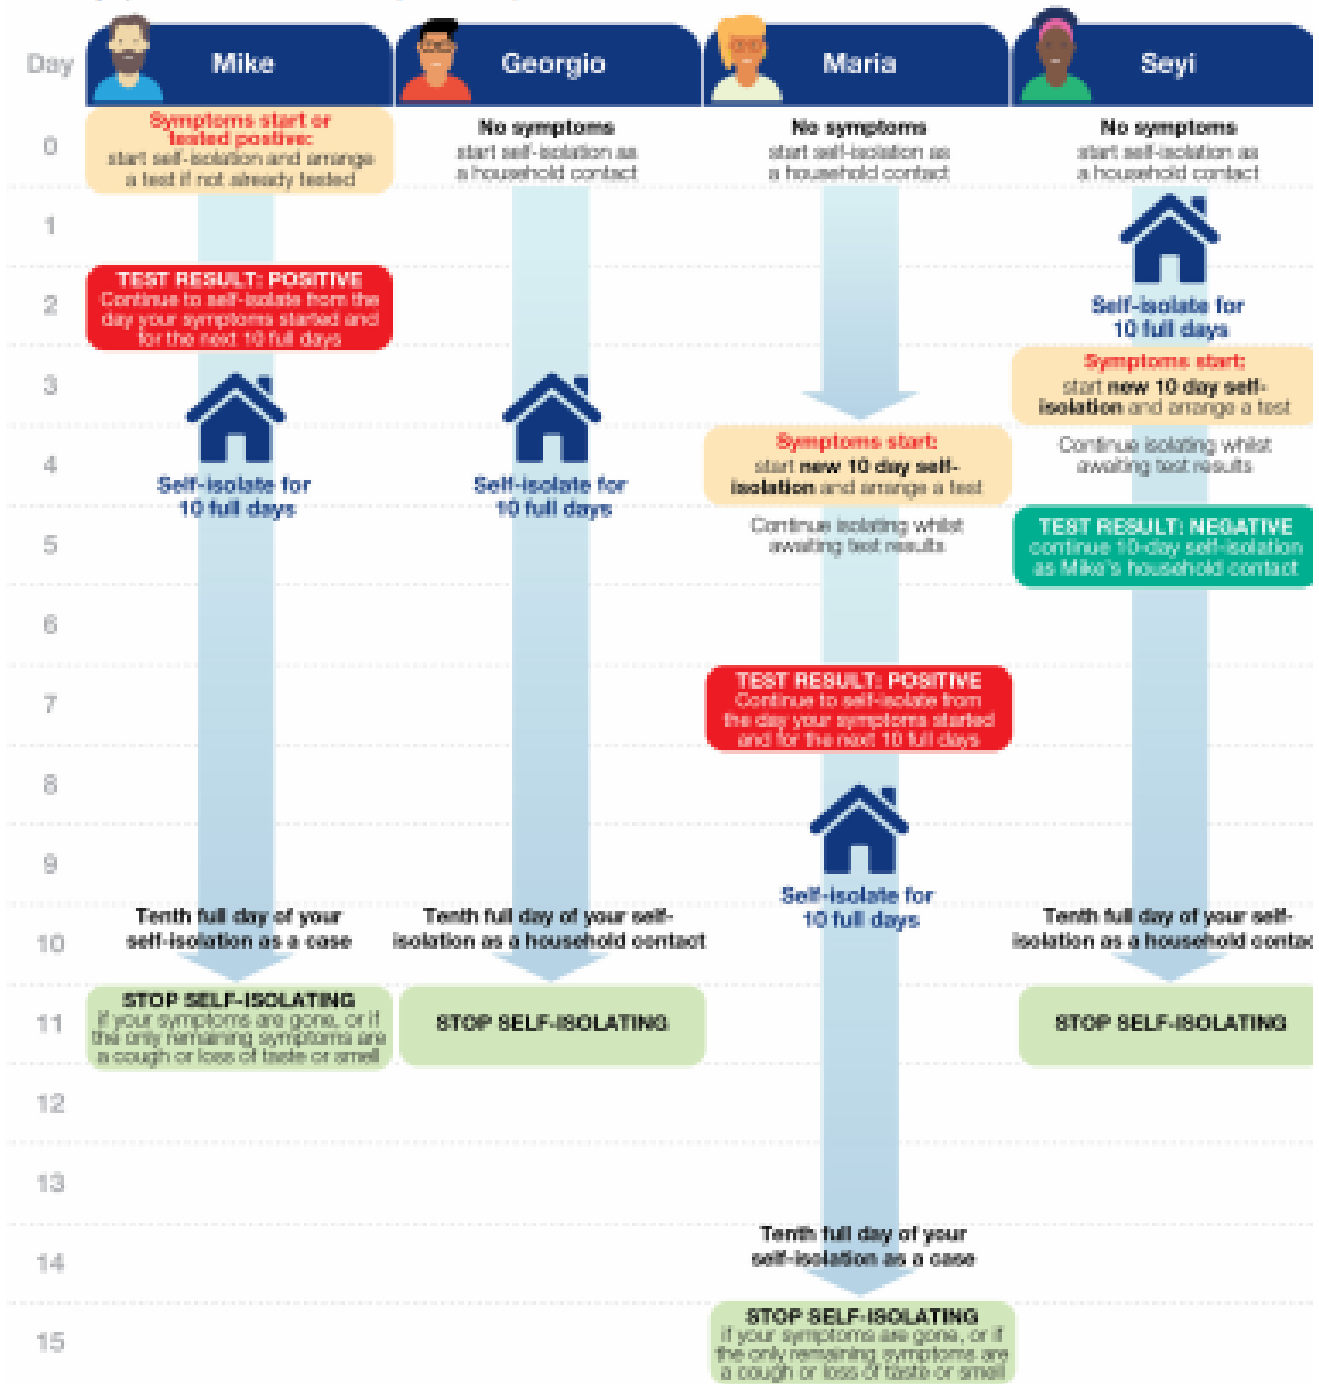 Day
Mike
Georgio
Maria
Seyi
0
Symptoms start or
tested postive:
start self-isolation and arrange
a test if not already tested
No symptoms
start self-isolation as
a household contact
No symptoms
start self-isolation as
a household contact
No symptoms
start self-isolation as
a household contact
1
2
TEST RESULT: POSITIVE
Continue to self-isolate from the
day your symptoms started and
for the next 10 full days
Self-isolate for
10 full days
3
Symptoms start:
start new 10 day self-
isolation and arrange a test
4
Self-isolate for
10 full days
Self-isolate for
10 full days
Symptoms start:
start new 10 day self-
isolation and arrange a test
Continue isolating whilst
awaiting test results
5
Continue isolating whilst
awaiting test results
TEST RESULT: NEGATIVE
continue 10-day self-isolation
as Mike's household contact
6
7
TEST RESULT: POSITIVE
Continue to self-isolate from
the day your symptoms started
and for the next 10 full days
8
9
Self-isolate for
10 full days
10
Tenth full day of your
self-isolation as a case
Tenth full day of your self-
isolation as a household contact
Tenth full day of your self-
isolation as a household contac
11
STOP SELF-ISOLATING
if your symptoms are gone, or if
the only remaining symptoms are
a cough or loss of taste or smell
STOP SELF-ISOLATING
STOP SELF-ISOLATING
12
13
14
Tenth full day of your
self-isolation as a case
15
STOP SELF-ISOLATING
if your symptoms are gone, or if
the only remaining symptoms are
a cough or loss of taste or smell